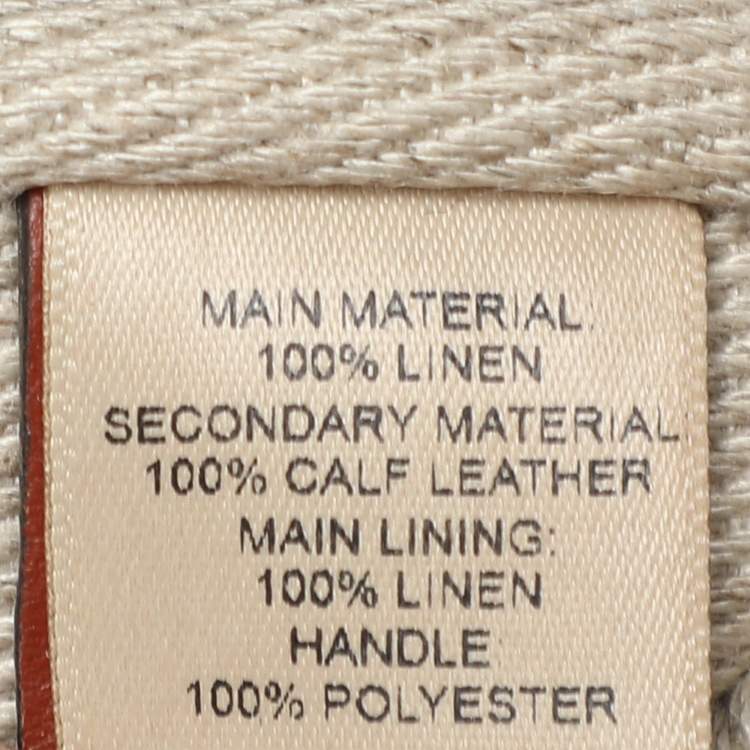 MAIN MATERIAL:
100% LINEN
SECONDARY MATERIAL:
100% CALF LEATHER
MAIN LINING:
100% LINEN
HANDLE
100% POLYESTER